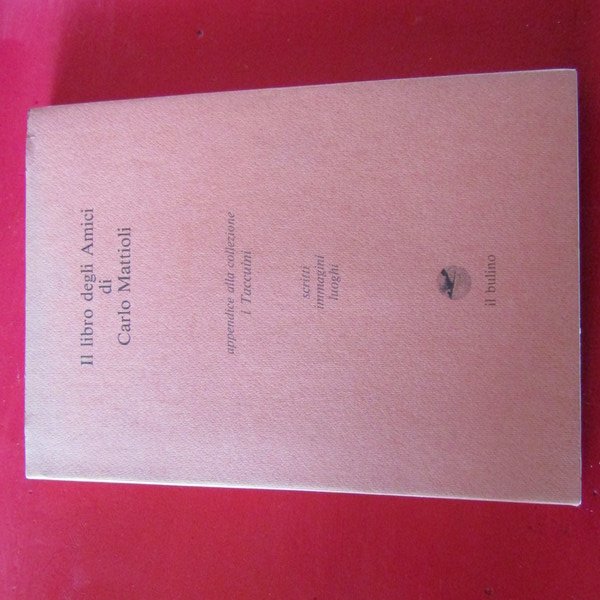 Il libro degli Amici
di
Carlo Mattioli
appendice alla collezione
i Taccuini
scritti
immagini
luoghi
il bulino